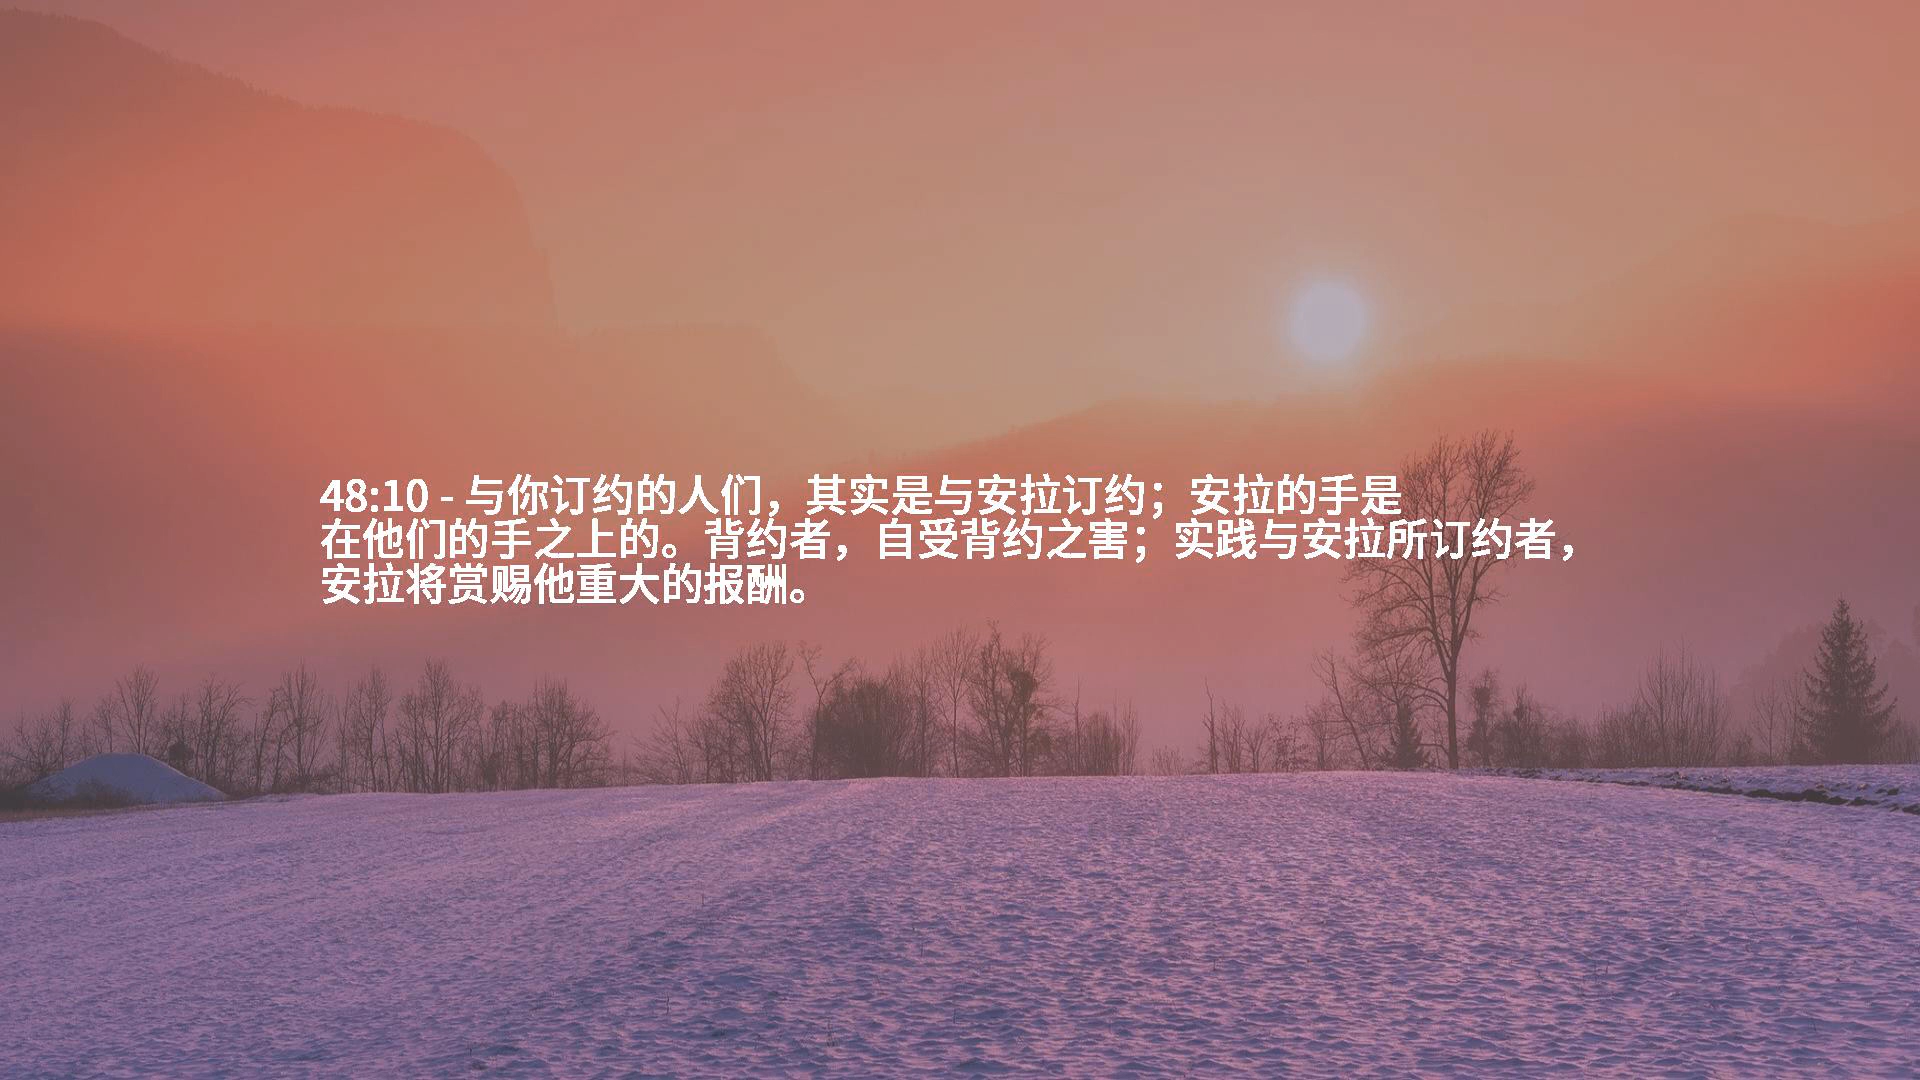 48:10 - 与你订约的人们，其实是与安拉订约；安拉的手是
在他们的手之上的。背约者，自受背约之害；实践与安拉所订约者，
安拉将赏赐他重大的报酬。